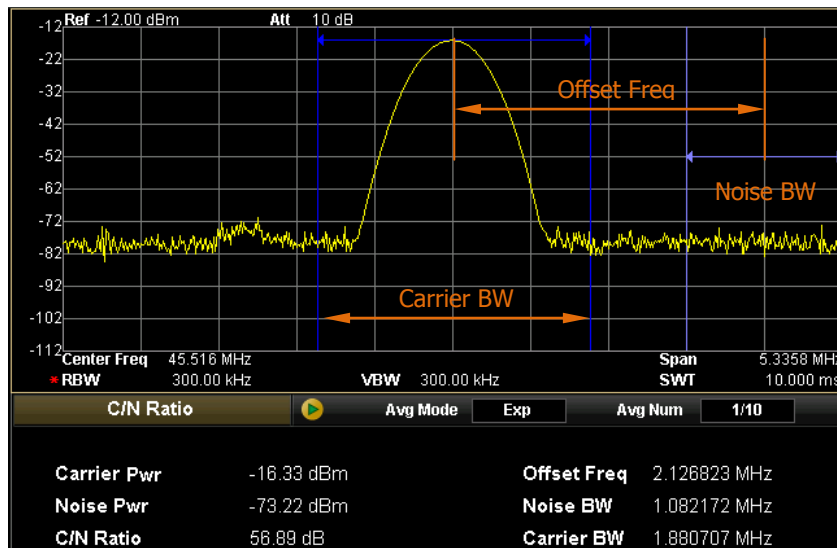 Ref -12.00 dBm Att 10 dB
-12
-22
-32
-42
-52
-62
-72
-82
-92
-102
-112
Offset Freq
Noise BW
Carrier BW
Center Freq 45.516 MHz Span 5.3358 MHz
*RBW 300.00 kHz VBW 300.00 kHz SWT 10.000 ms
C/N Ratio Avg Mode Exp Avg Num 1/10
Carrier Pwr -16.33 dBm Offset Freq 2.126823 MHz
Noise Pwr -73.22 dBm Noise BW 1.082172 MHz
C/N Ratio 56.89 dB Carrier BW 1.880707 MHz